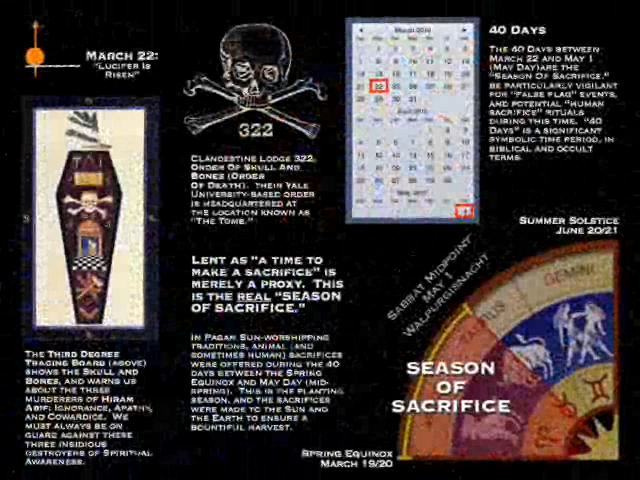 MARCH 22:
"LUCIFER IS
RISEN"
322
CLANDESTINE LODGE 322
ORDER OF SKULL AND
BONES (ORDER
OF DEATH). THEIR YALE
UNIVERSITY-BASED ORDER
IS HEADQUARTERED AT
THE LOCATION KNOWN AS
"THE TOMB."
March 2010
40 DAYS
THE 40 DAYS BETWEEN
MARCH 22 AND MAY 1
(MAY DAY) ARE THE
"SEASON OF SACRIFICE."
BE PARTICULARLY VIGILANT
FOR "FALSE FLAG" EVENTS,
AND POTENTIAL "HUMAN
SACRIFICE" RITUALS
DURING THIS TIME. "40
DAYS" IS A SIGNIFICANT
SYMBOLIC TIME PERIOD, IN
BIBLICAL AND OCCULT
TERMS.
THE THIRD DEGREE
TRACING BOARD (ABOVE)
SHOWS THE SKULL AND
BONES, AND WARNS US
ABOUT THE THREE
MURDERERS OF HIRAM
ABIF: IGNORANCE, APATHY,
AND COWARDICE. WE
MUST ALWAYS BE ON
GUARD AGAINST THESE
THREE INSIDIOUS
DESTROYERS OF SPIRITUAL
AWARENESS.
LENT AS "A TIME TO
MAKE A SACRIFICE" IS
MERELY A PROXY. THIS
IS THE REAL "SEASON
OF SACRIFICE."
IN PAGAN SUN-WORSHIPPING
TRADITIONS, ANIMAL (AND
SOMETIMES HUMAN) SACRIFICES
WERE OFFERED DURING THE 40
DAYS BETWEEN THE SPRING
EQUINOX AND MAY DAY (MID-
SPRING). THIS IS THE PLANTING
SEASON, AND THE SACRIFICES
WERE MADE TO THE SUN AND
THE EARTH TO ENSURE A
BOUNTIFUL HARVEST.
SUMMER SOLSTICE
JUNE 20/21
SABBAT MIDPOINT
MAY 1
WALPURGISNACHT
GEMINI
SEASON
OF
SACRIFICE
SPRING EQUINOX
MARCH 19/20